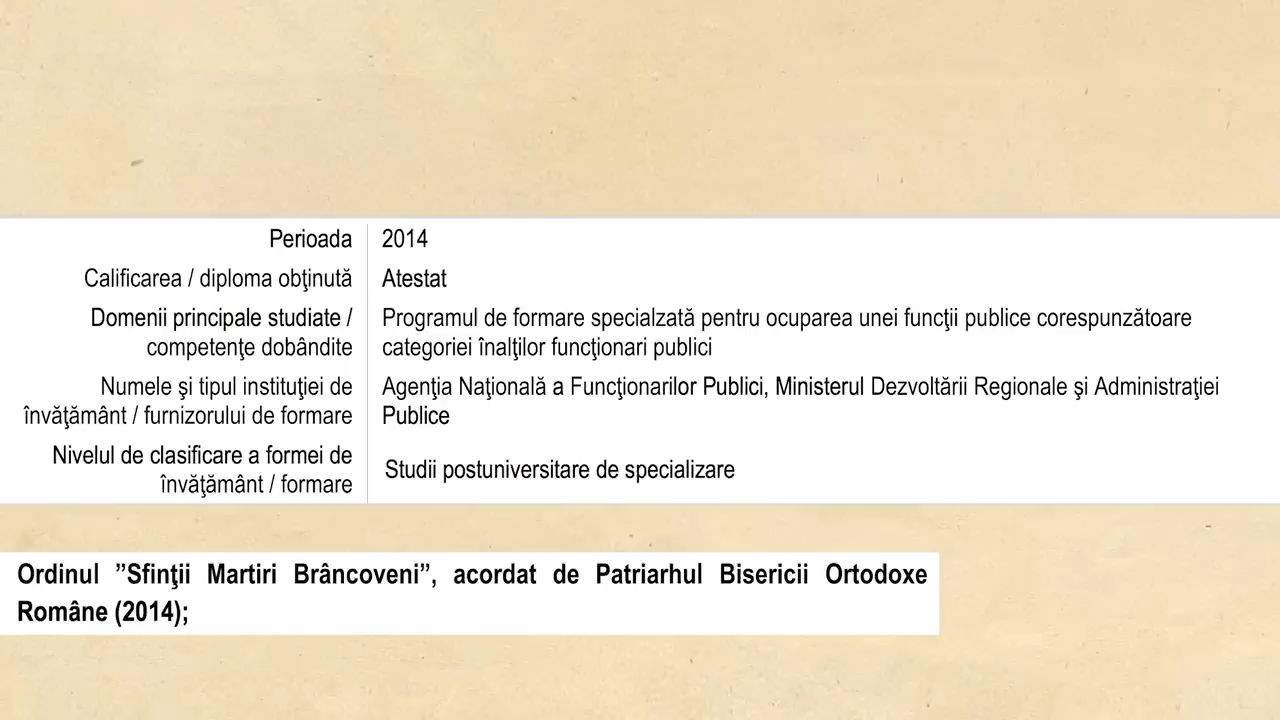 Perioada 2014
Calificarea / diploma obţinută Atestat
Domenii principale studiate / Programul de formare specialzată pentru ocuparea unei funcţii publice corespunzătoare
competenţe dobândite categoriei înalţilor funcţionari publici
Numele şi tipul instituţiei de Agenţia Naţională a Funcţionarilor Publici, Ministerul Dezvoltării Regionale şi Administraţiei
învăţământ / furnizorului de formare Publice
Nivelul de clasificare a formei de
învăţământ / formare
Studii postuniversitare de specializare
Ordinul ”Sfinţii Martiri Brâncoveni”, acordat de Patriarhul Bisericii Ortodoxe
Române (2014);